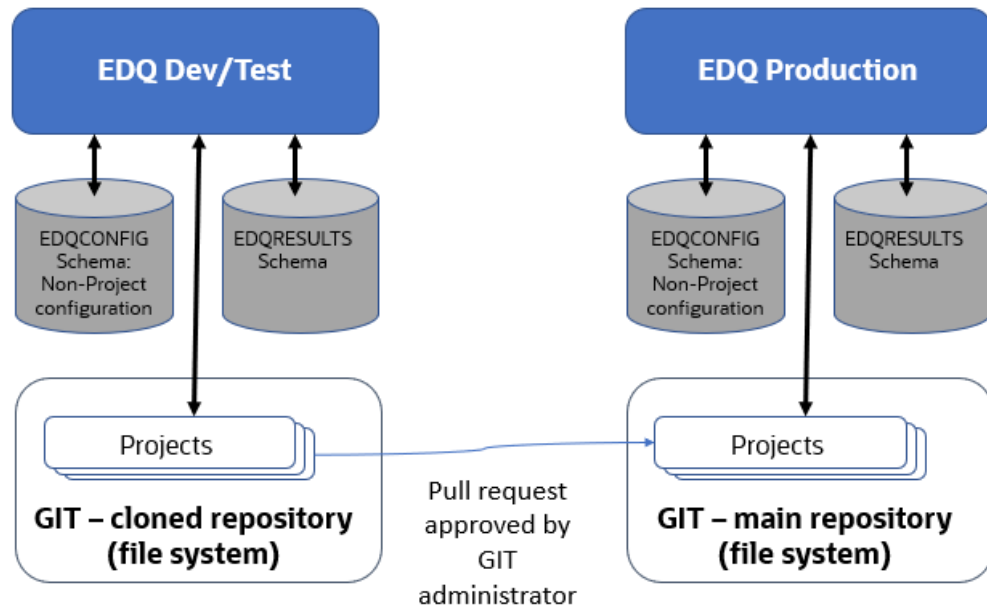 EDQ Dev/Test
EDQ Production
EDQCONFIG
Schema:
Non-Project
configuration
EDQRESULTS
Schema
EDQCONFIG
Schema:
Non-Project
configuration
EDQRESULTS
Schema
Projects
Projects
GIT – cloned repository
(file system)
Pull request
approved by
GIT
administrator
GIT – main repository
(file system)